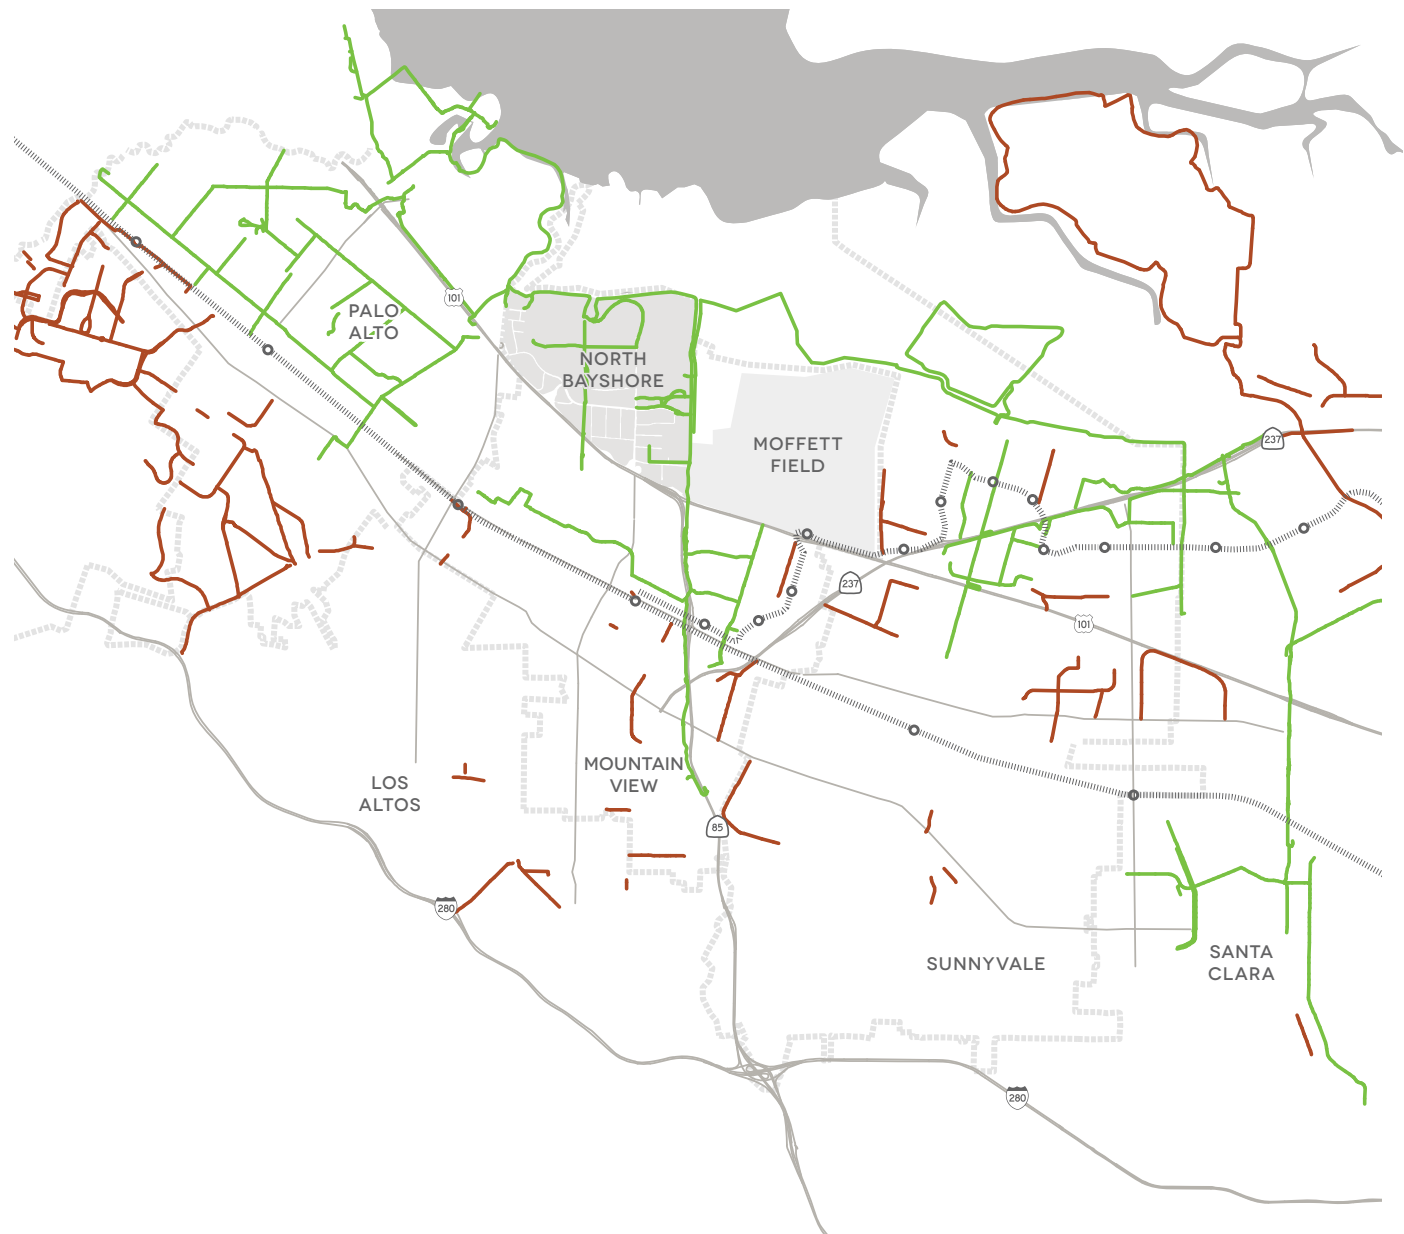 101
PALO
ALTO
NORTH
BAYSHORE
MOFFETT
FIELD
237
237
101
LOS
ALTOS
MOUNTAIN
VIEW
85
280
SUNNYVALE
SANTA
CLARA
280